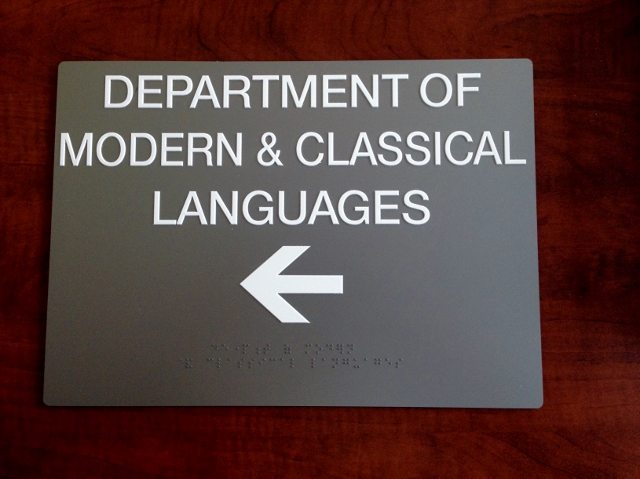 DEPARTMENT OF
MODERN & CLASSICAL
LANGUAGES